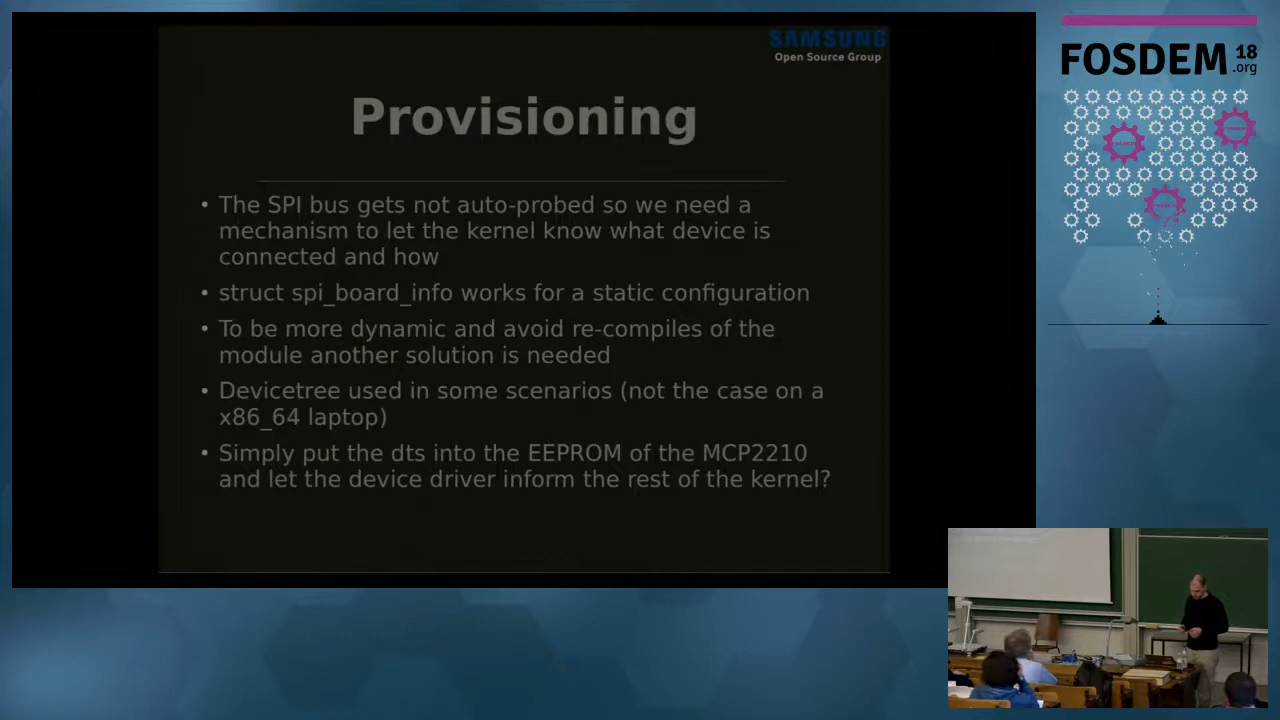 SAMSUNG
Open Source Group
Provisioning
• The SPI bus gets not auto-probed so we need a
mechanism to let the kernel know what device is
connected and how
• struct spi_board_info works for a static configuration
• To be more dynamic and avoid re-compiles of the
module another solution is needed
• Devicetree used in some scenarios (not the case on a
x86_64 laptop)
• Simply put the dts into the EEPROM of the MCP2210
and let the device driver inform the rest of the kernel?
FOSDEM 18
.org